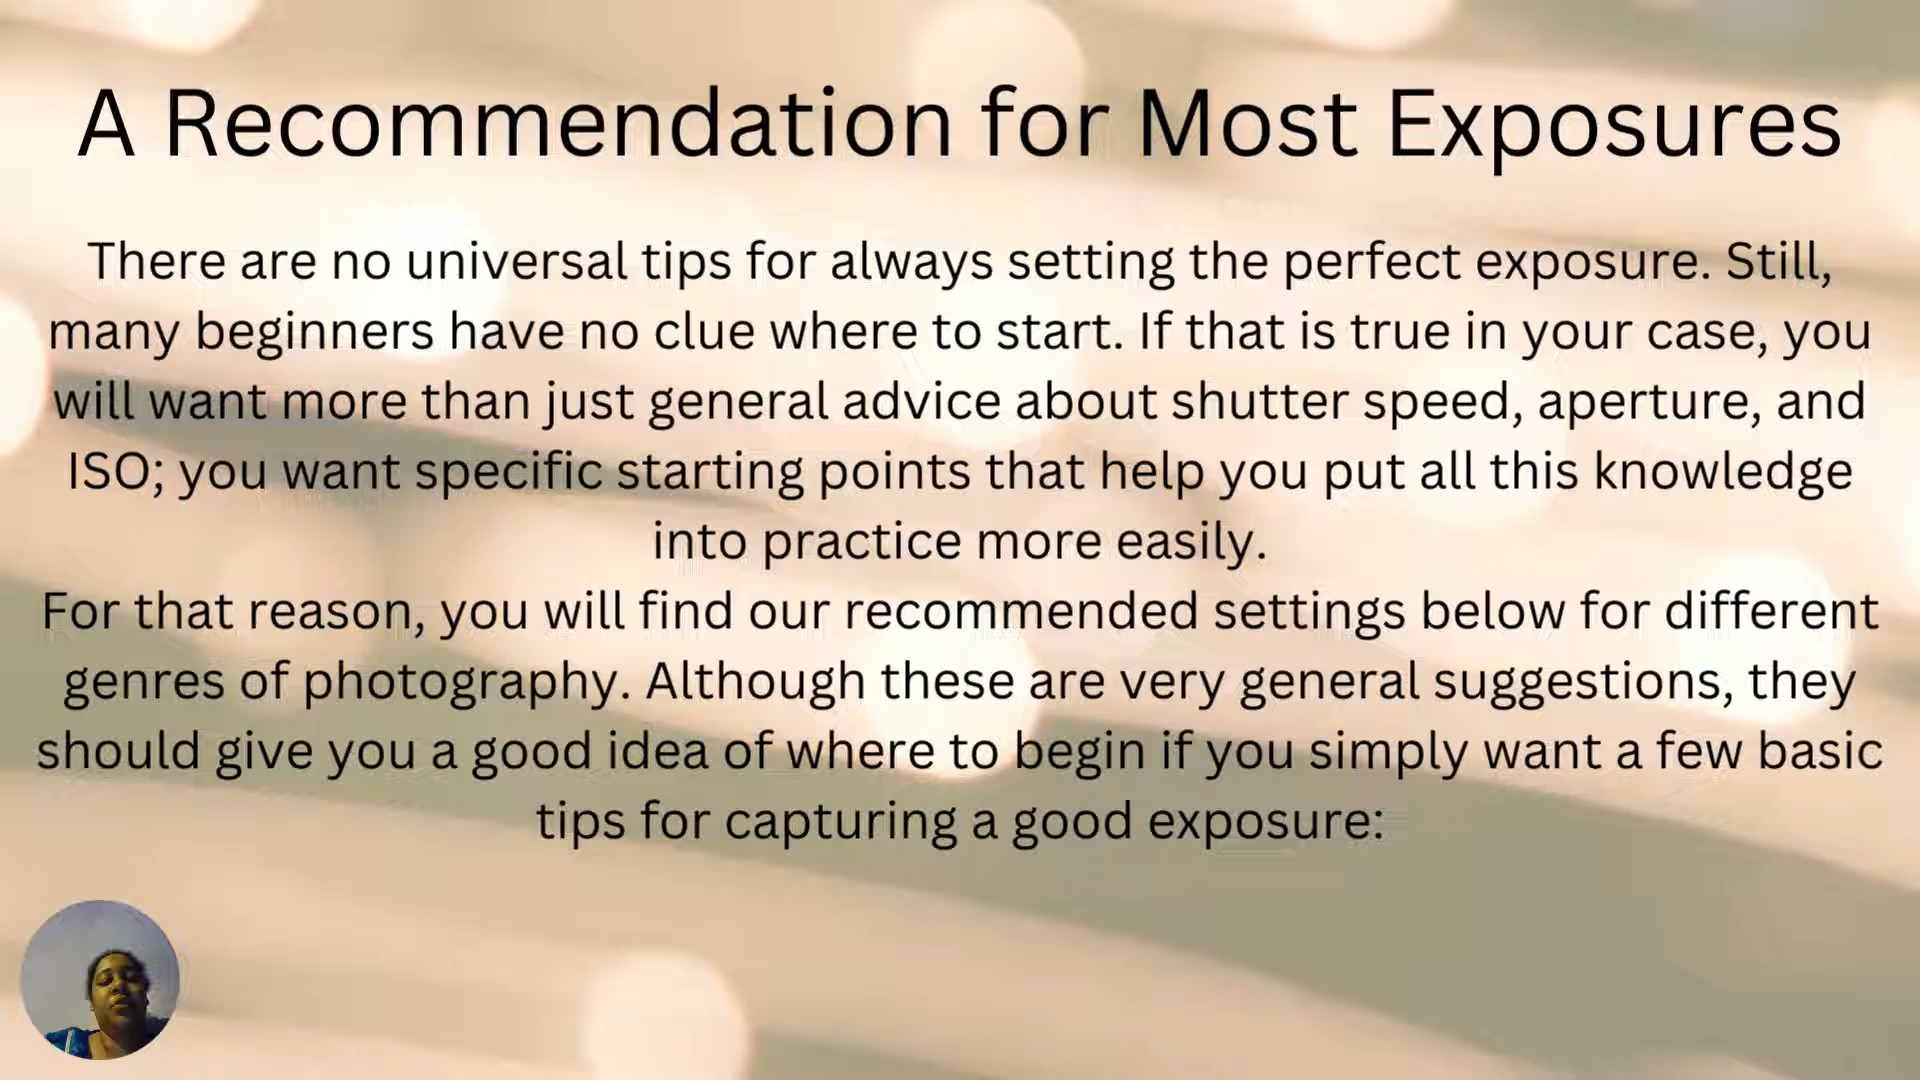 A Recommendation for Most Exposures
There are no universal tips for always setting the perfect exposure. Still,
many beginners have no clue where to start. If that is true in your case, you
will want more than just general advice about shutter speed, aperture, and
ISO; you want specific starting points that help you put all this knowledge
into practice more easily.
For that reason, you will find our recommended settings below for different
genres of photography. Although these are very general suggestions, they
should give you a good idea of where to begin if you simply want a few basic
tips for capturing a good exposure: